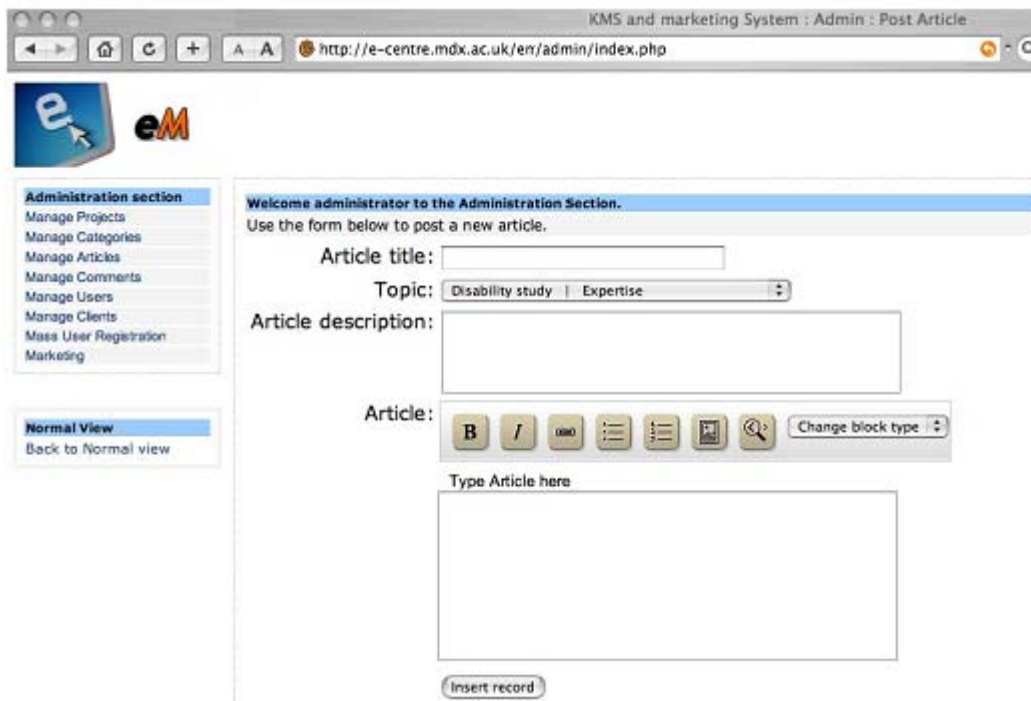 KMS and marketing System : Admin : Post Article
A A http://e-centre.mdx.ac.uk/en/admin/index.php
e eM
Administration section
Manage Projects
Manage Categories
Manage Articles
Manage Comments
Manage Users
Manage Clients
Mass User Registration
Marketing
Normal View
Back to Normal view
Welcome administrator to the Administration Section.
Use the form below to post a new article.
Article title:
Topic: Disability study | Expertise
Article description:
Article: B I Change block type
Type Article here
Insert record